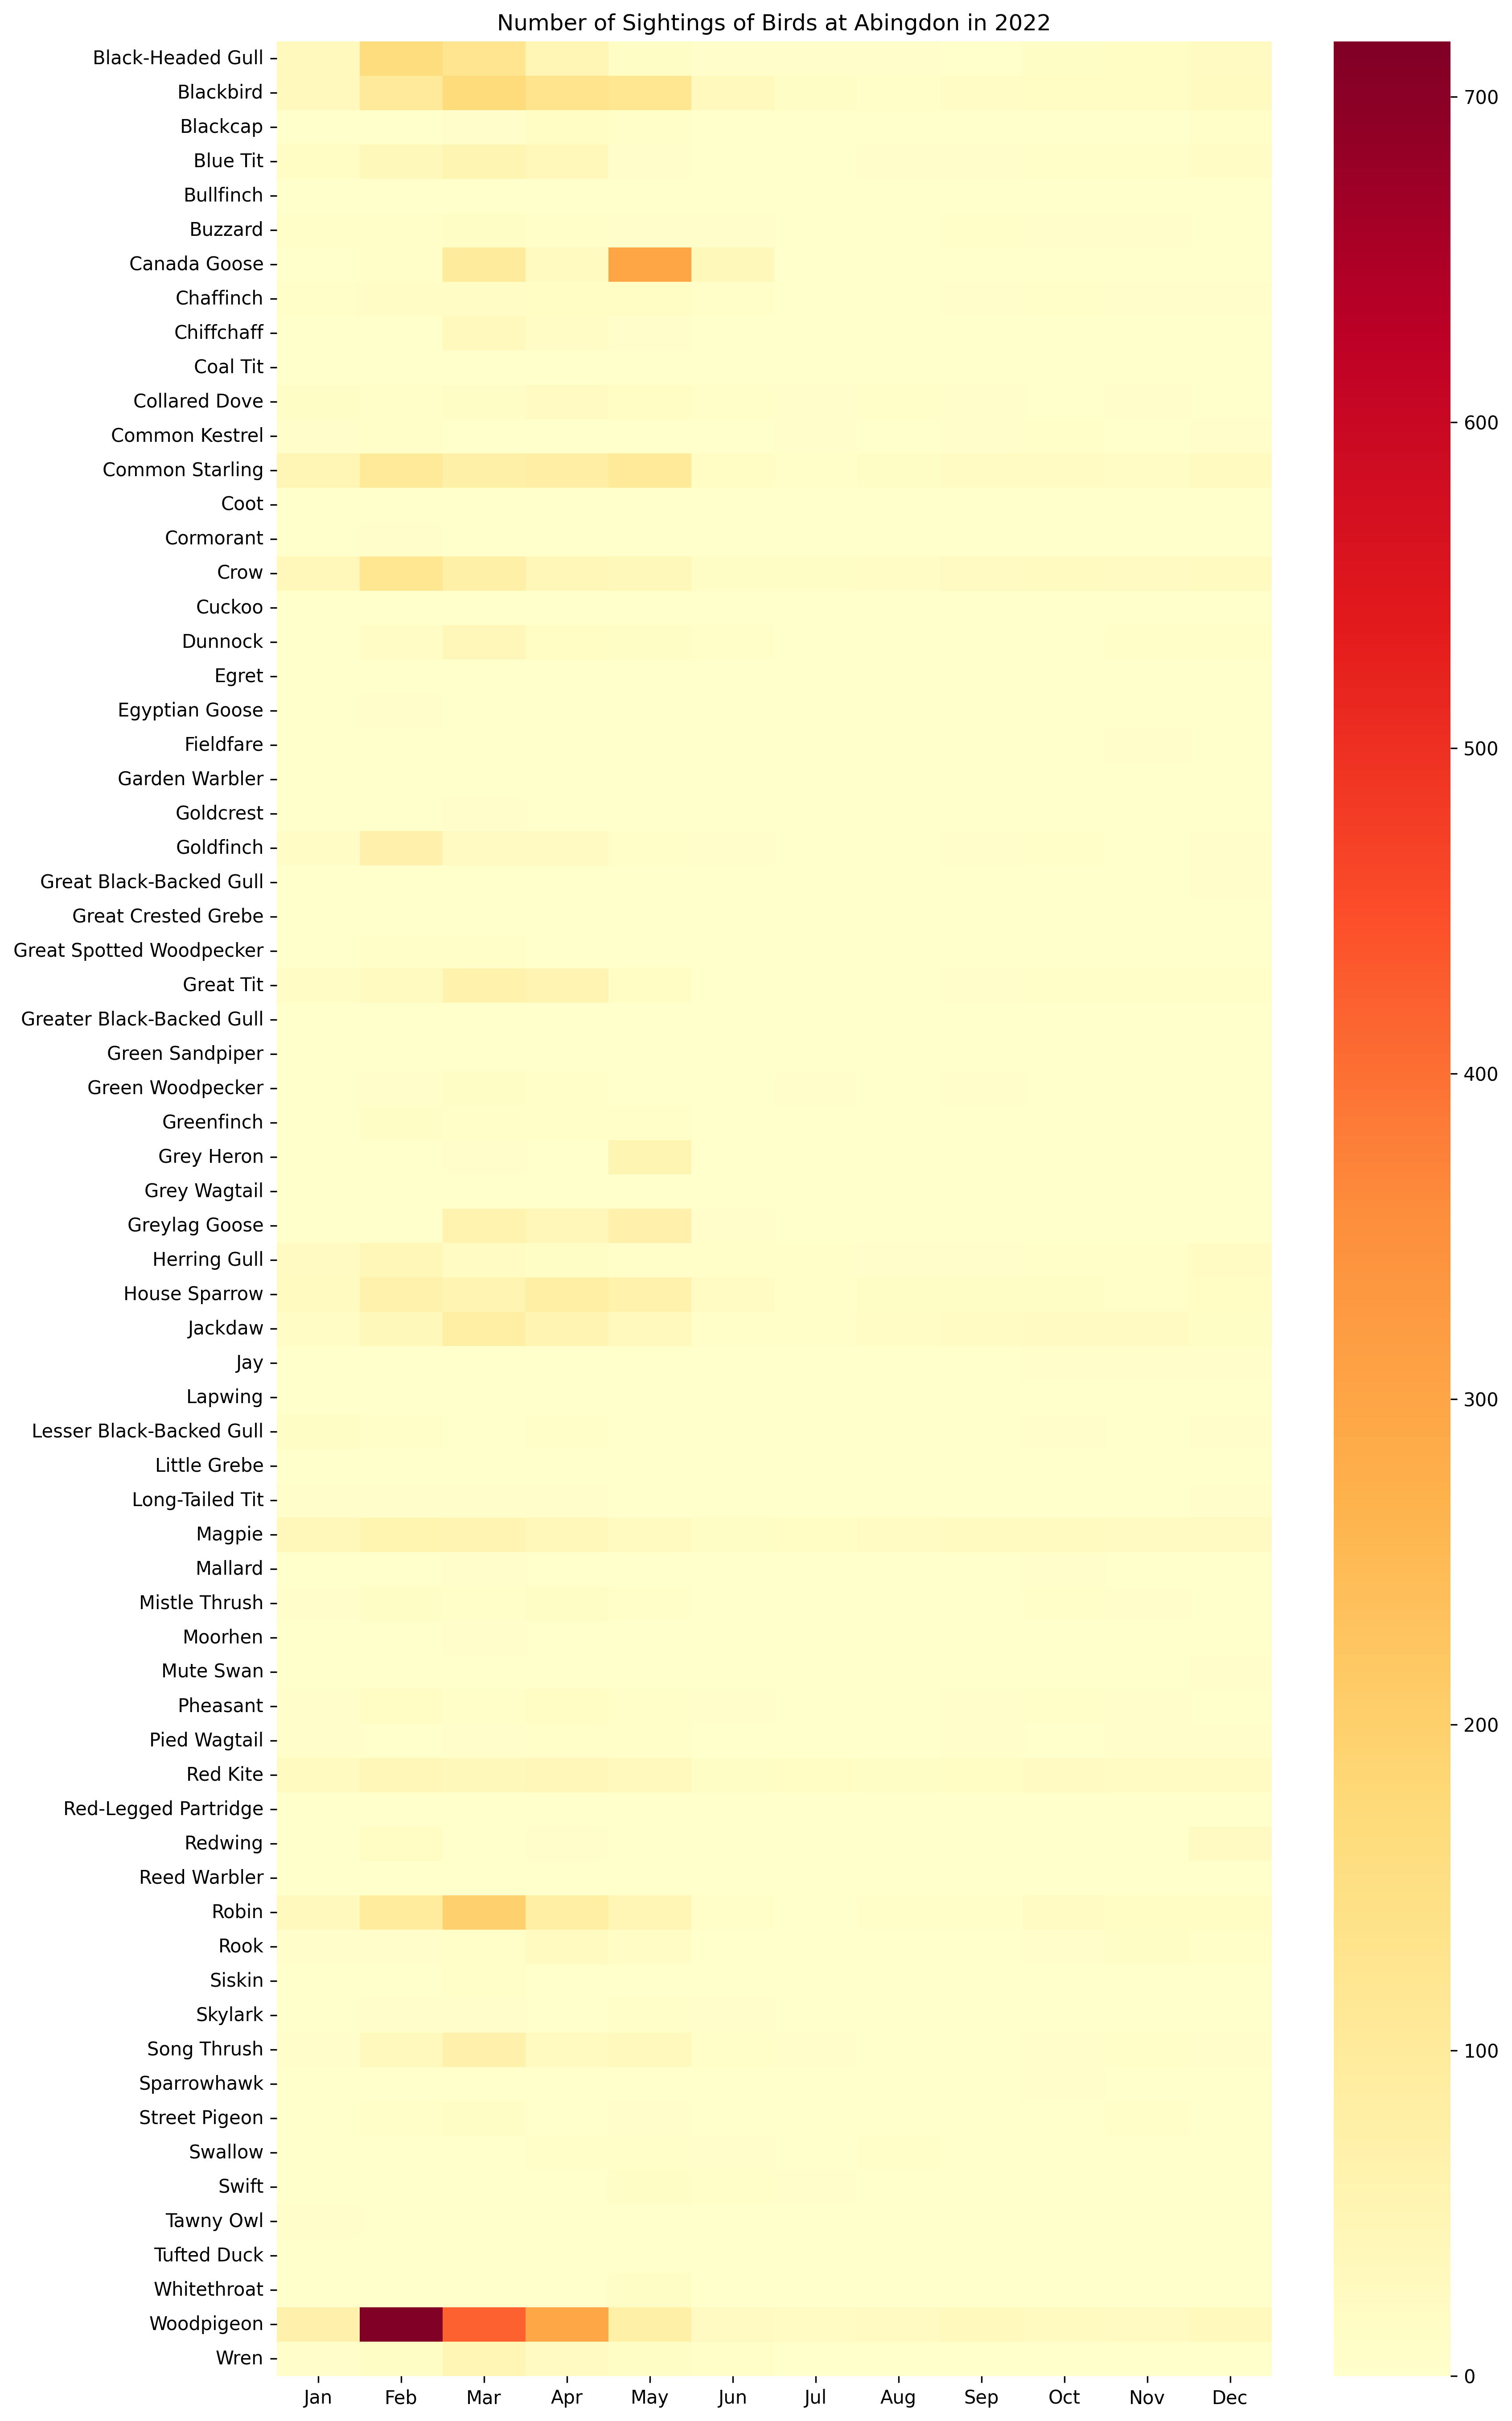 Number of Sightings of Birds at Abingdon in 2022
Black-Headed Gull
Blackbird
Blackcap
Blue Tit
Bullfinch
Buzzard
Canada Goose
Chaffinch
Chiffchaff
Coal Tit
Collared Dove
Common Kestrel
Common Starling
Coot
Cormorant
Crow
Cuckoo
Dunnock
Egret
Egyptian Goose
Fieldfare
Garden Warbler
Goldcrest
Goldfinch
Great Black-Backed Gull
Great Crested Grebe
Great Spotted Woodpecker
Great Tit
Greater Black-Backed Gull
Green Sandpiper
Green Woodpecker
Greenfinch
Grey Heron
Grey Wagtail
Greylag Goose
Herring Gull
House Sparrow
Jackdaw
Jay
Lapwing
Lesser Black-Backed Gull
Little Grebe
Long-Tailed Tit
Magpie
Mallard
Mistle Thrush
Moorhen
Mute Swan
Pheasant
Pied Wagtail
Red Kite
Red-Legged Partridge
Redwing
Reed Warbler
Robin
Rook
Siskin
Skylark
Song Thrush
Sparrowhawk
Street Pigeon
Swallow
Swift
Tawny Owl
Tufted Duck
Whitethroat
Woodpigeon
Wren
Jan Feb Mar Apr May Jun Jul Aug Sep Oct Nov Dec
700
600
500
400
300
200
100
0